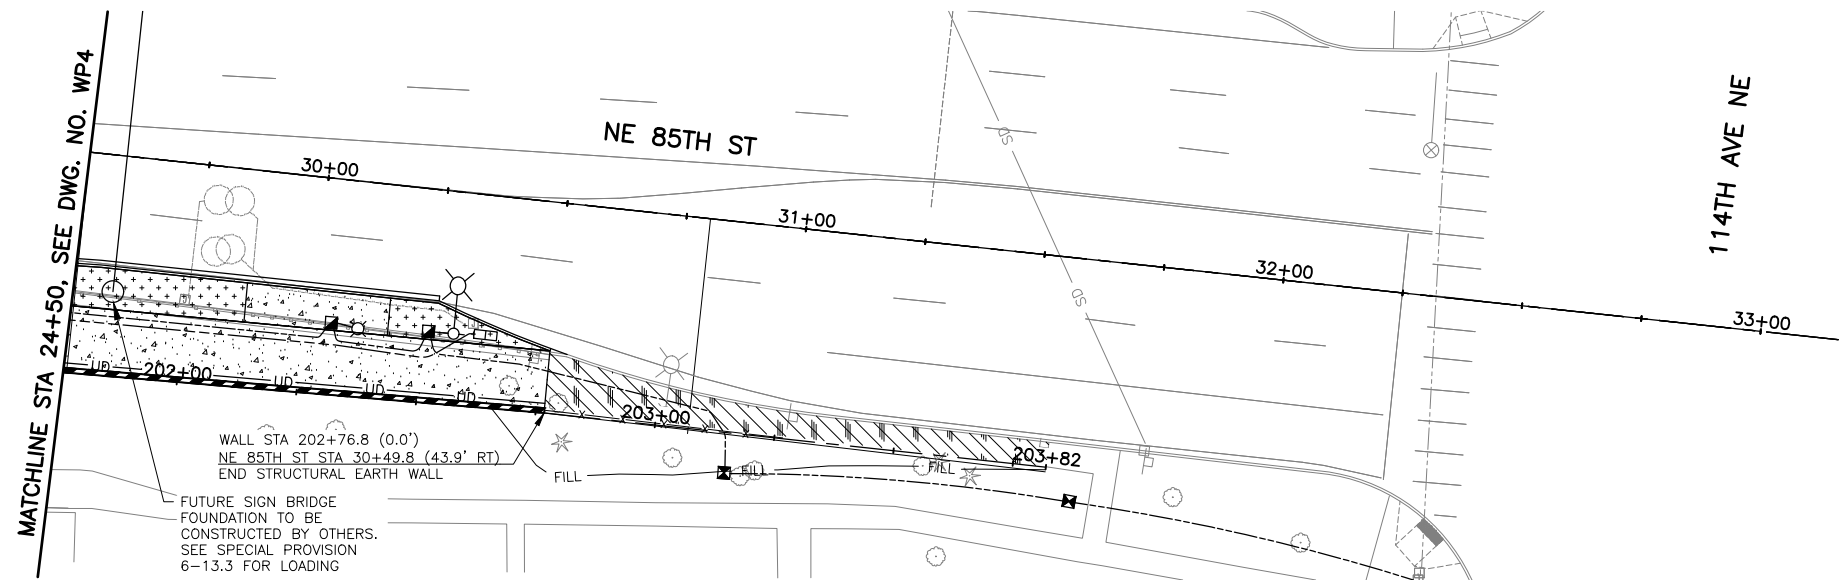 MATCHLINE STA 24+50, SEE DWG. NO. WP4
NE 85TH ST
114TH AVE NE
30+00
31+00
32+00
33+00
SD
SD
UD
202+00
UD
UD
UD
203+00
203+82
WALL STA 202+76.8 (0.0')
NE 85TH ST STA 30+49.8 (43.9' RT)
END STRUCTURAL EARTH WALL
FILL
FILL
FILL
FUTURE SIGN BRIDGE
FOUNDATION TO BE
CONSTRUCTED BY OTHERS.
SEE SPECIAL PROVISION
6-13.3 FOR LOADING